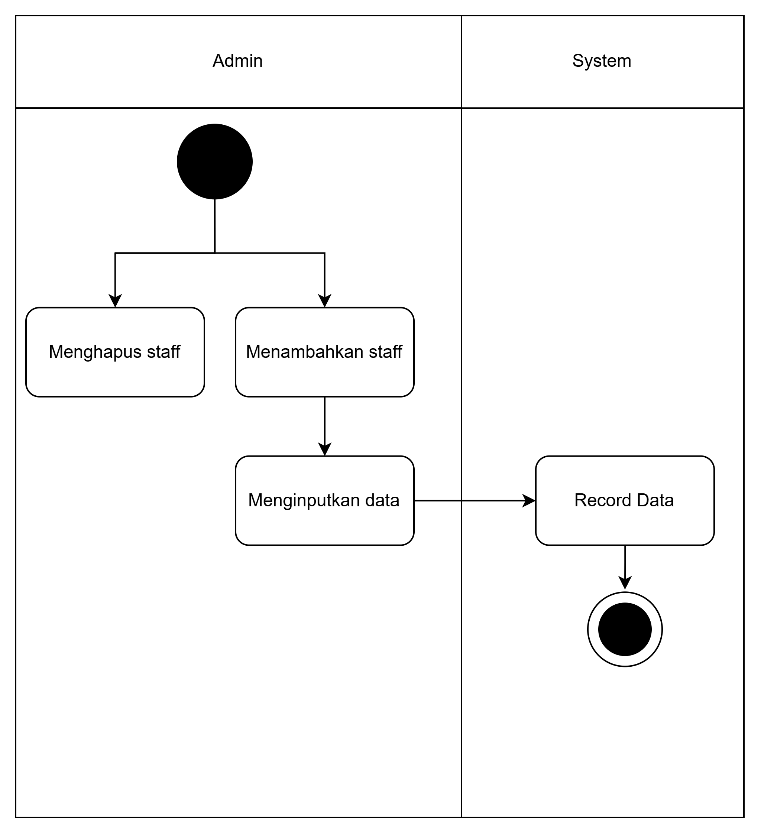 Admin
System
Menghapus staff
Menambahkan staff
Menginputkan data
Record Data